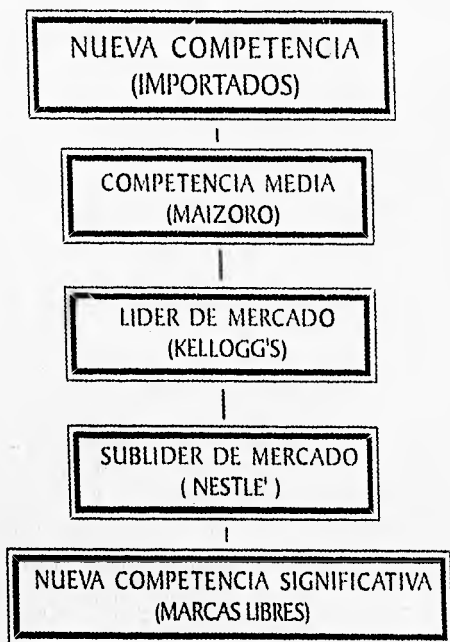 NUEVA COMPETENCIA
(IMPORTADOS)
COMPETENCIA MEDIA
(MAIZORO)
LIDER DE MERCADO
(KELLOGG'S)
SUBLIDER DE MERCADO
( NESTLE' )
NUEVA COMPETENCIA SIGNIFICATIVA
(MARCAS LIBRES)